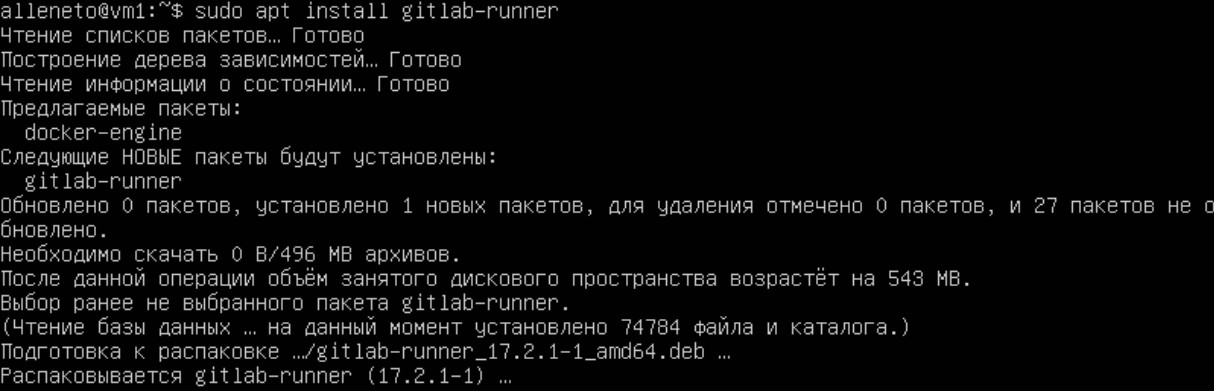 alleneto@vm1:~$ sudo apt install gitlab-runner
Чтение списков пакетов… Готово
Построение дерева зависимостей… Готово
Чтение информации о состоянии… Готово
Предлагаемые пакеты:
  docker-engine
Следующие НОВЫЕ пакеты будут установлены:
  gitlab-runner
Обновлено 0 пакетов, установлено 1 новых пакетов, для удаления отмечено 0 пакетов, и 27 пакетов не о
бновлено.
Необходимо скачать 0 B/496 MB архивов.
После данной операции объём занятого дискового пространства возрастёт на 543 MB.
Выбор ранее не выбранного пакета gitlab-runner.
(Чтение базы данных … на данный момент установлено 74784 файла и каталога.)
Подготовка к распаковке …/gitlab-runner_17.2.1-1_amd64.deb …
Распаковывается gitlab-runner (17.2.1-1) …